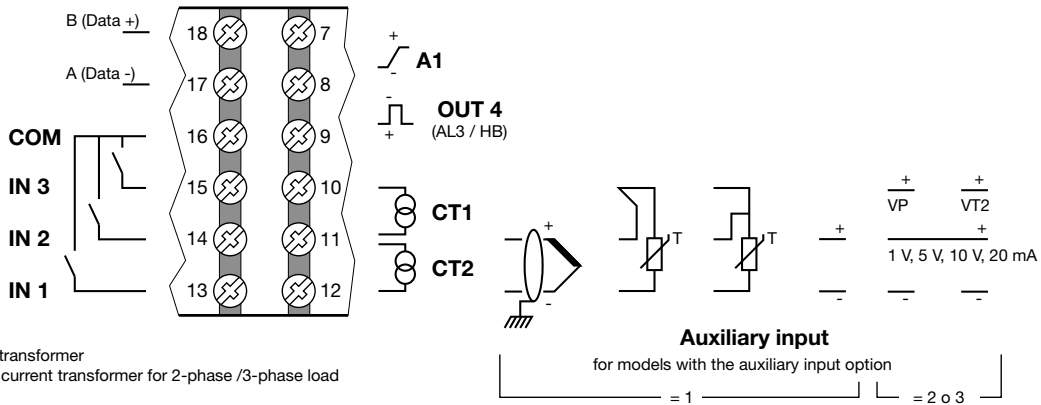 B (Data +)
A (Data -)
COM
IN 3
IN 2
IN 1
18
17
16
15
14
13
7
8
9
10
11
12
+
-
A1
-
+
OUT 4
(AL3 / HB)
CT1
CT2
+
-
T
T
+
-
+
VP
+
VT2
+
1 V, 5 V, 10 V, 20 mA
-
-
Auxiliary input
for models with the auxiliary input option
= 1
= 2 o 3
transformer
current transformer for 2-phase /3-phase load